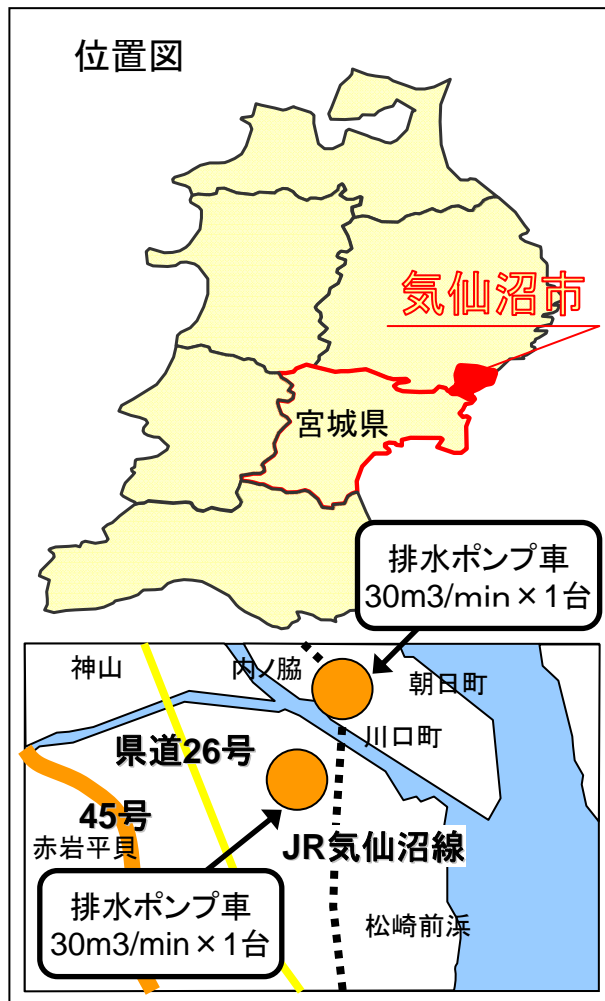 位置図
気仙沼市
宮城県
排水ポンプ車
30m3/min×1台
神山
内ノ脇
朝日町
川口町
県道26号
45号
赤岩平貝
JR気仙沼線
排水ポンプ車
30m3/min×1台
松崎前浜